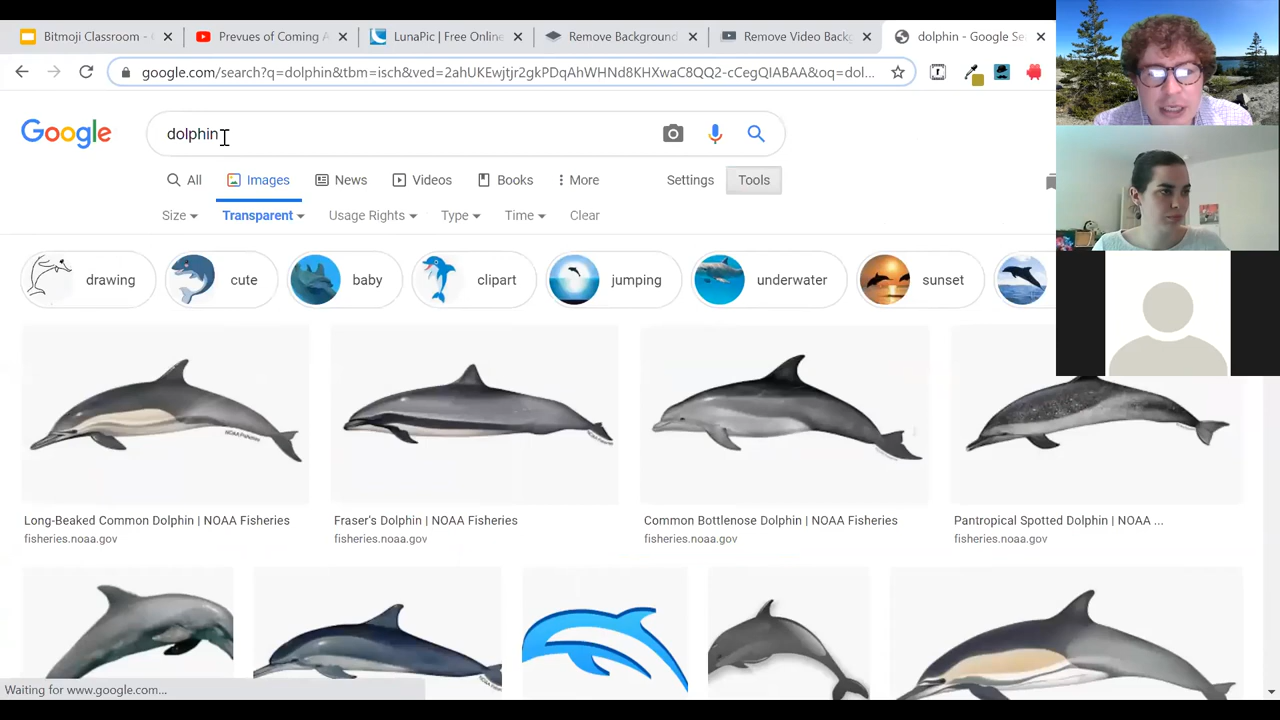 Bitmoji Classroom - 
Prevues of Coming A
LunaPic | Free Online
Remove Background
Remove Video Backg
dolphin - Google Se
google.com/search?q=dolphin&tbm=isch&ved=2ahUKEwjtjr2gkPDqAhWHNd8KHXwaC8QQ2-cCegQIABAA&oq=dol...
Google
dolphin
All
Images
News
Videos
Books
More
Settings
Tools
Size
Transparent
Usage Rights
Type
Time
Clear
drawing
cute
baby
clipart
jumping
underwater
sunset
NOAA Fisheries
Long-Beaked Common Dolphin | NOAA Fisheries
fisheries.noaa.gov
Fraser's Dolphin | NOAA Fisheries
fisheries.noaa.gov
Common Bottlenose Dolphin | NOAA Fisheries
fisheries.noaa.gov
Pantropical Spotted Dolphin | NOAA ...
fisheries.noaa.gov
Waiting for www.google.com...